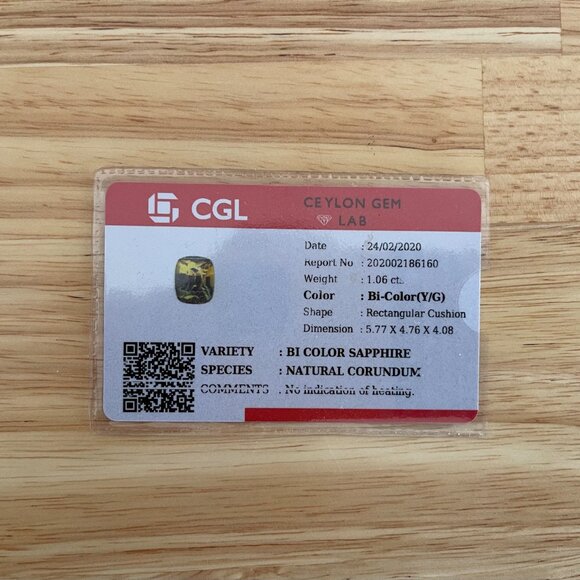 CGL
CEYLON GEM
LAB
Date : 24/02/2020
Report No : 202002186160
Weight : 1.06 cts
Color : Bi-Color(Y/G)
Shape : Rectangular Cushion
Dimension : 5.77 X 4.76 X 4.08
VARIETY : BI COLOR SAPPHIRE
SPECIES : NATURAL CORUNDUM
COMMENTS : No indication of heating.